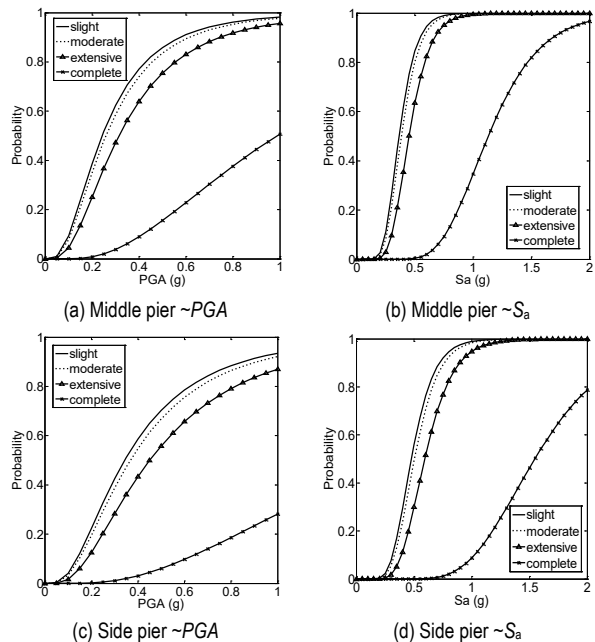 1
0.8
0.6
0.4
0.2
0
Probability
slight
moderate
extensive
complete
0 0.2 0.4 0.6 0.8 1
PGA (g)
(a) Middle pier ~PGA
1
0.8
0.6
0.4
0.2
0
Probability
slight
moderate
extensive
complete
0 0.5 1 1.5 2
Sa (g)
(b) Middle pier ~Sa
1
0.8
0.6
0.4
0.2
0
Probability
slight
moderate
extensive
complete
0 0.2 0.4 0.6 0.8 1
PGA (g)
(c) Side pier ~PGA
1
0.8
0.6
0.4
0.2
0
Probability
slight
moderate
extensive
complete
0 0.5 1 1.5 2
Sa (g)
(d) Side pier ~Sa